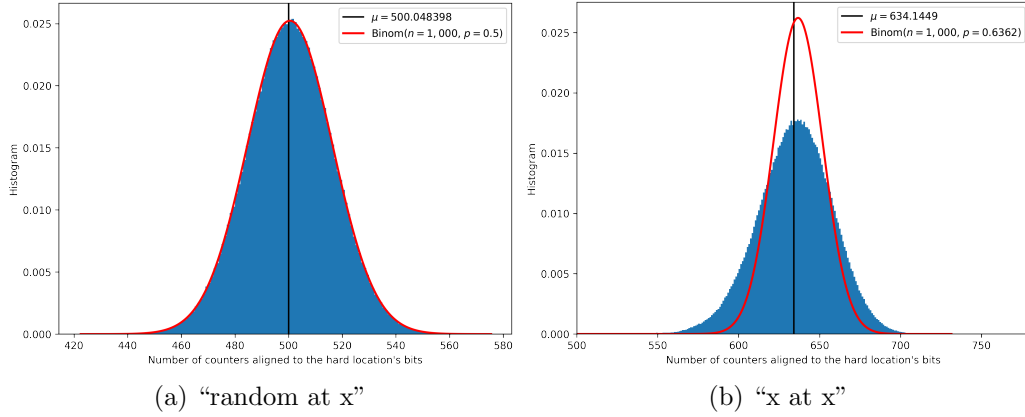 μ = 500.048398
Binom(n = 1, 000, p = 0.5)
0.025
0.020
0.015
0.010
0.005
0.000
Histogram
420 440 460 480 500 520 540 560 580
Number of counters aligned to the hard location's bits
(a) “random at x”
μ = 634.1449
Binom(n = 1, 000, p = 0.6362)
0.025
0.020
0.015
0.010
0.005
0.000
Histogram
500 550 600 650 700 750
Number of counters aligned to the hard location's bits
(b) “x at x”